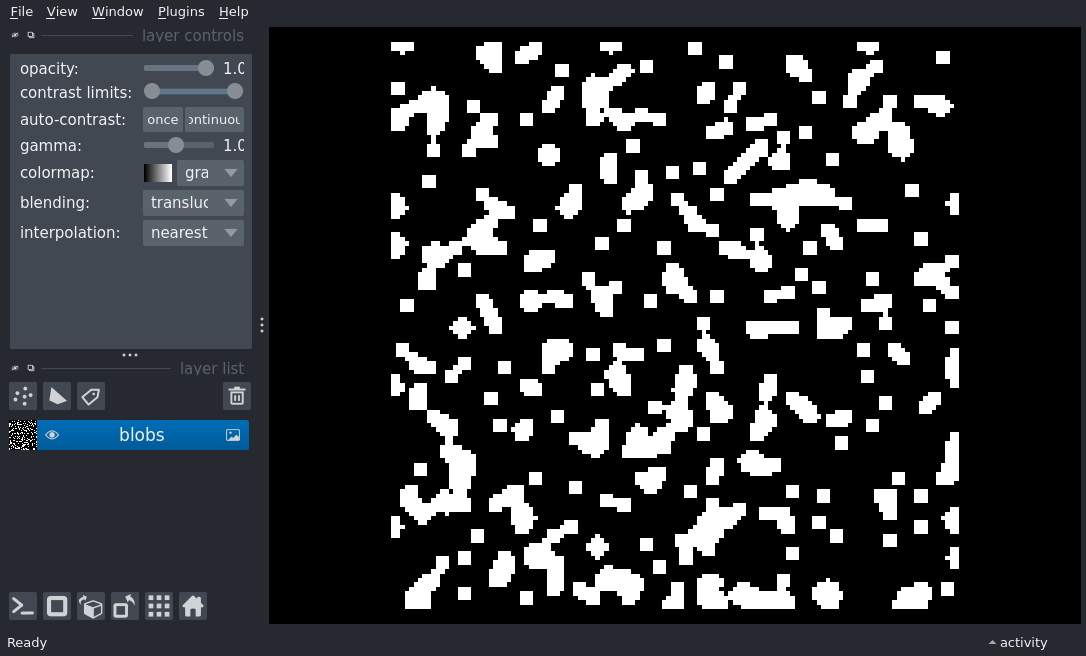 File View Window Plugins Help
layer controls
opacity: 1.0
contrast limits:
auto-contrast: once ontinuou
gamma: 1.0
colormap: gra
blending: transluc
interpolation: nearest
layer list
blobs
Ready
activity